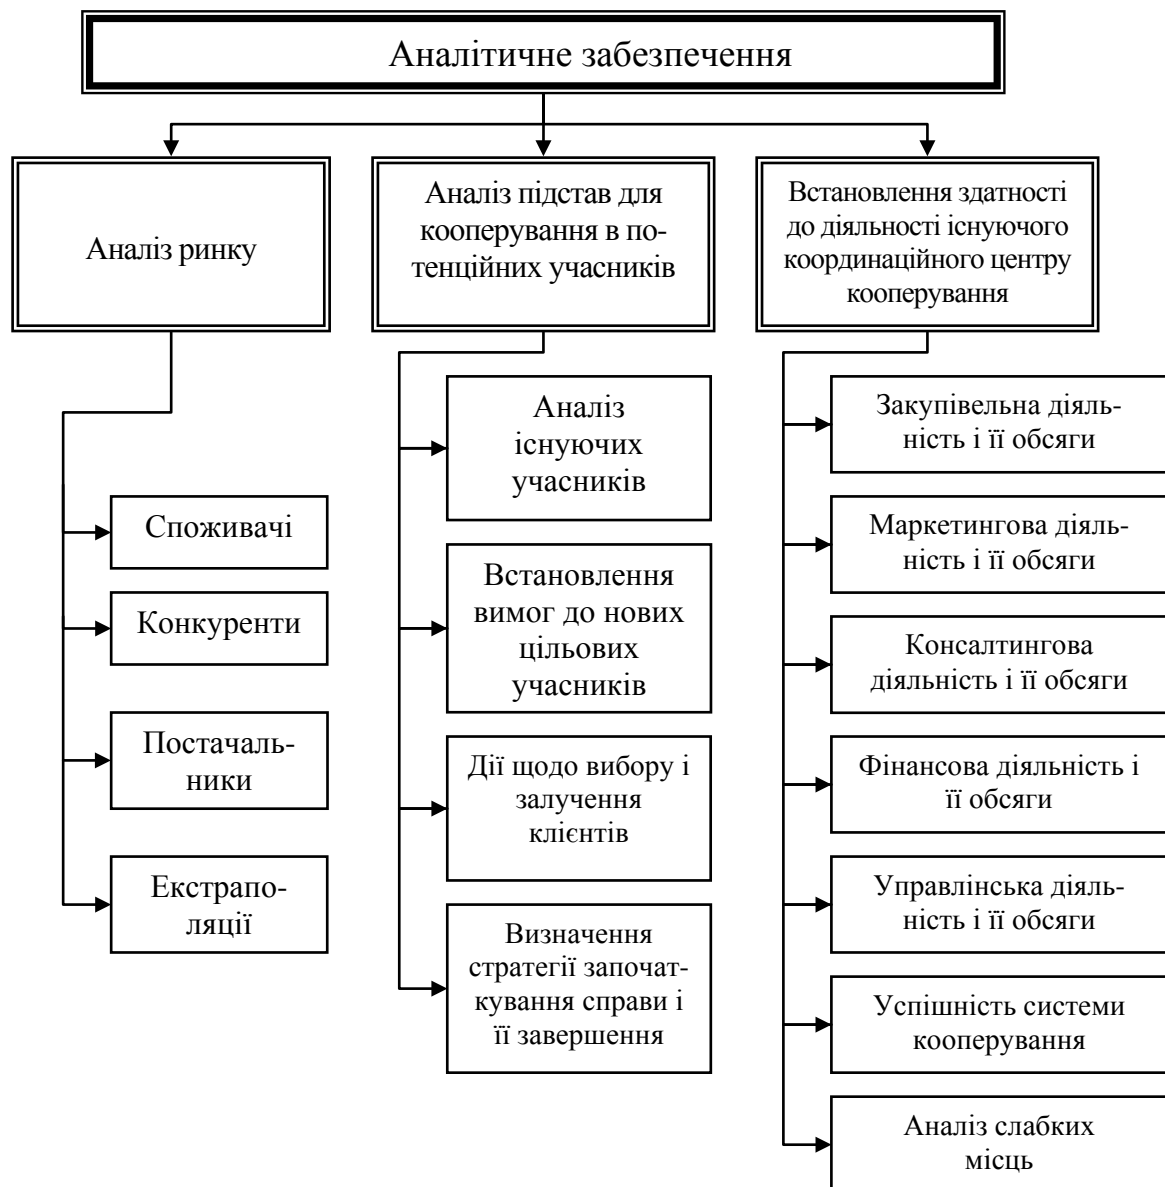 Аналітичне забезпечення
Аналіз ринку
Аналіз підстав для
кооперування в по-
тенційних учасників
Встановлення здатності
до діяльності існуючого
координаційного центру
кооперування
Споживачі
Конкуренти
Постачаль-
ники
Екстрапо-
ляції
Аналіз
існуючих
учасників
Встановлення
вимог до нових
цільових
учасників
Дії щодо вибору і
залучення
клієнтів
Визначення
стратегії започат-
кування справи і
її завершення
Закупівельна діяль-
ність і її обсяги
Маркетингова діяль-
ність і її обсяги
Консалтингова
діяльність і її обсяги
Фінансова діяльність і
її обсяги
Управлінська діяль-
ність і її обсяги
Успішність системи
кооперування
Аналіз слабких
місць